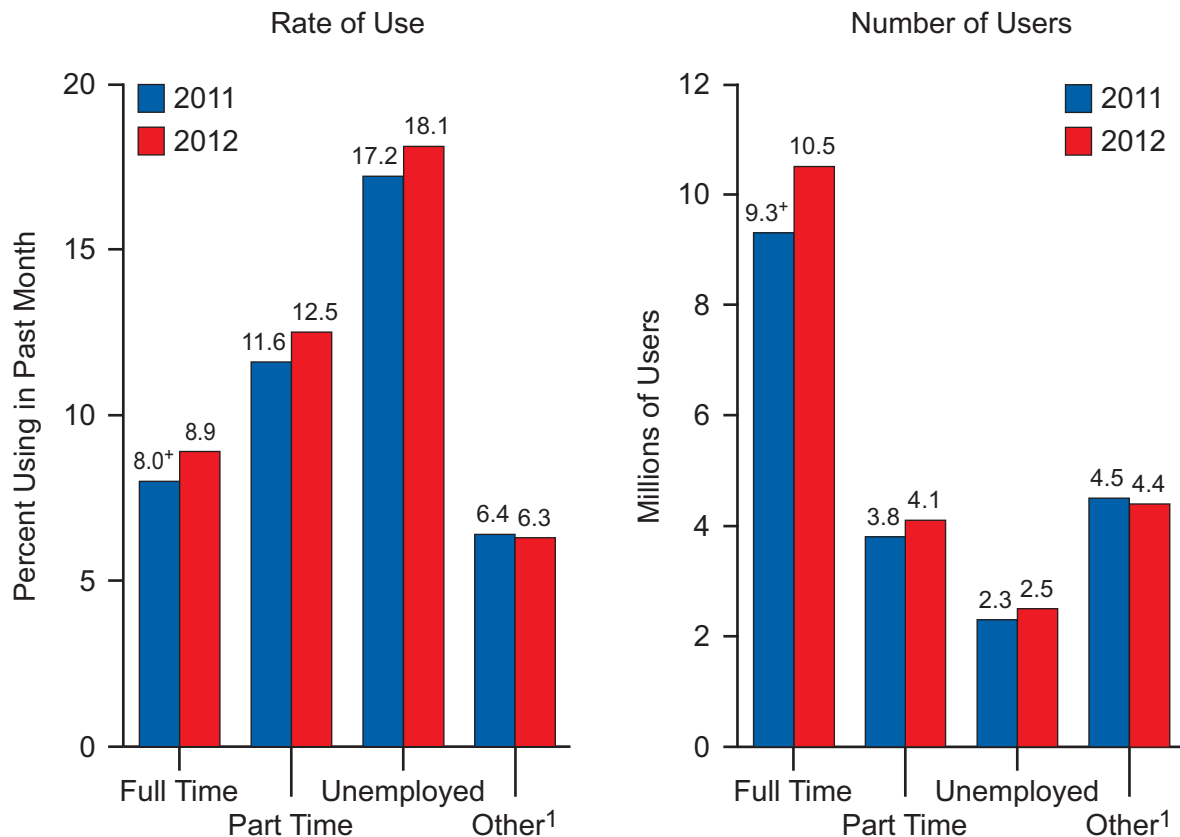 Rate of Use
Percent Using in Past Month
20
15
10
5
0
2011
2012
8.0+
8.9
11.6
12.5
17.2
18.1
6.4
6.3
Full Time
Part Time
Unemployed
Other1
Number of Users
Millions of Users
12
10
8
6
4
2
0
2011
2012
9.3+
10.5
3.8
4.1
2.3
2.5
4.5
4.4
Full Time
Part Time
Unemployed
Other1